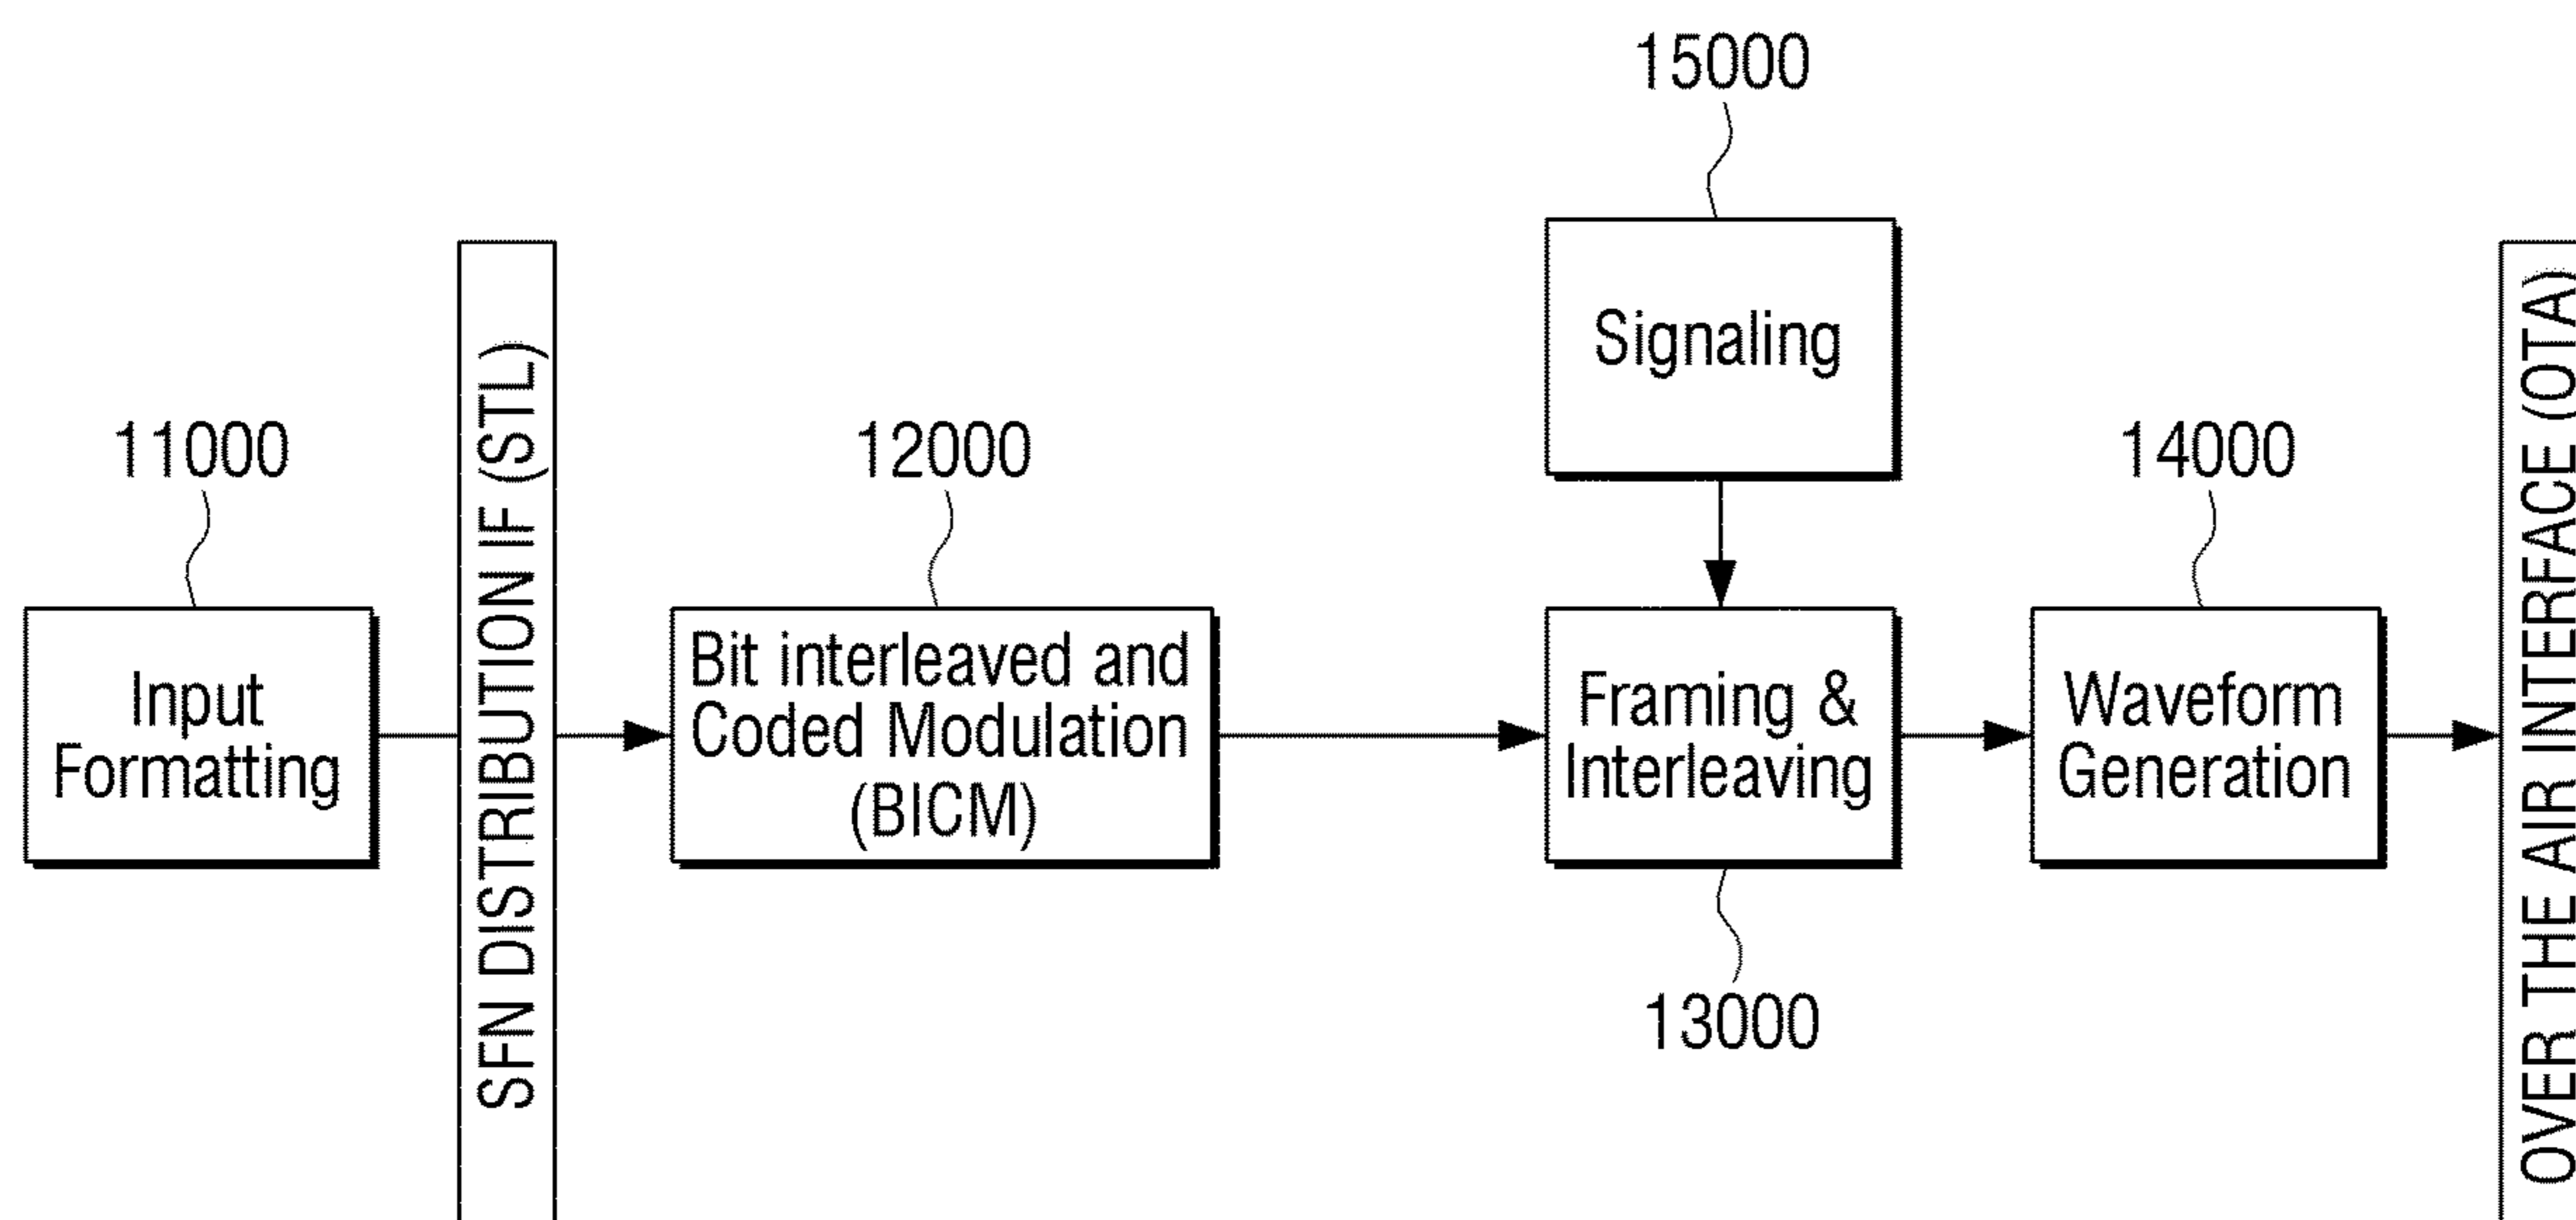 15000
Signaling
11000
SFN DISTRIBUTION IF (STL)
12000
14000
OVER THE AIR INTERFACE (OTA)
Input
Formatting
Bit interleaved and
Coded Modulation
(BICM)
Framing &
Interleaving
Waveform
Generation
13000